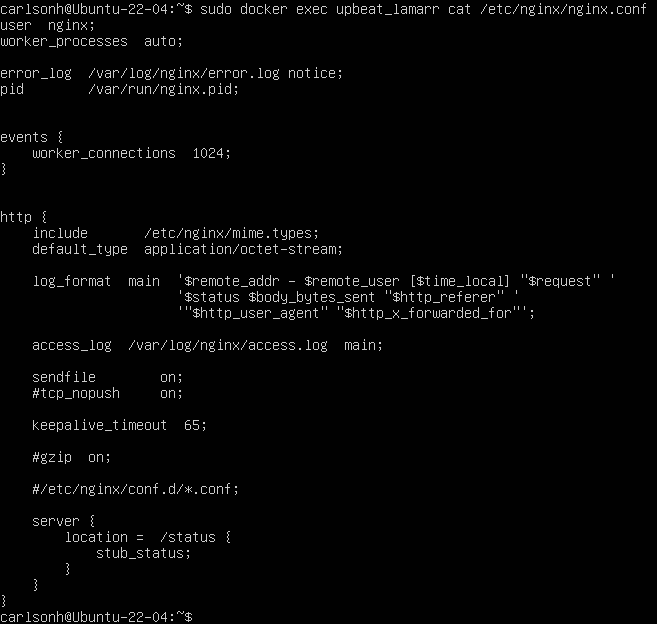 carlsonh@Ubuntu-22-04:~$ sudo docker exec upbeat_lamarr cat /etc/nginx/nginx.conf
user  nginx;
worker_processes  auto;
error_log  /var/log/nginx/error.log notice;
pid        /var/run/nginx.pid;
events {
    worker_connections  1024;
}
http {
    include       /etc/nginx/mime.types;
    default_type  application/octet-stream;
    log_format  main  '$remote_addr - $remote_user [$time_local] "$request" '
                      '$status $body_bytes_sent "$http_referer" '
                      '"$http_user_agent" "$http_x_forwarded_for"';
    access_log  /var/log/nginx/access.log  main;
    sendfile        on;
    #tcp_nopush     on;
    keepalive_timeout  65;
    #gzip  on;
    #/etc/nginx/conf.d/*.conf;
    server {
        location =  /status {
            stub_status;
        }
    }
}
carlsonh@Ubuntu-22-04:~$